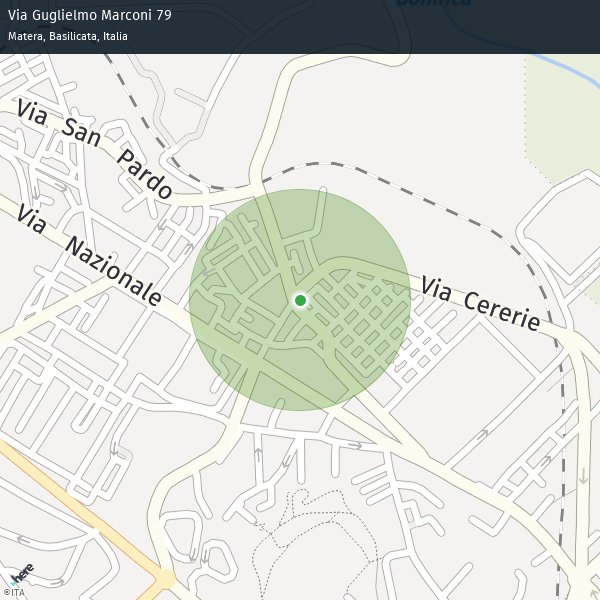 Via Guglielmo Marconi 79
Matera, Basilicata, Italia
Bonifica
Via San Pardo
Via Nazionale
Via Cererie
here
©ITA